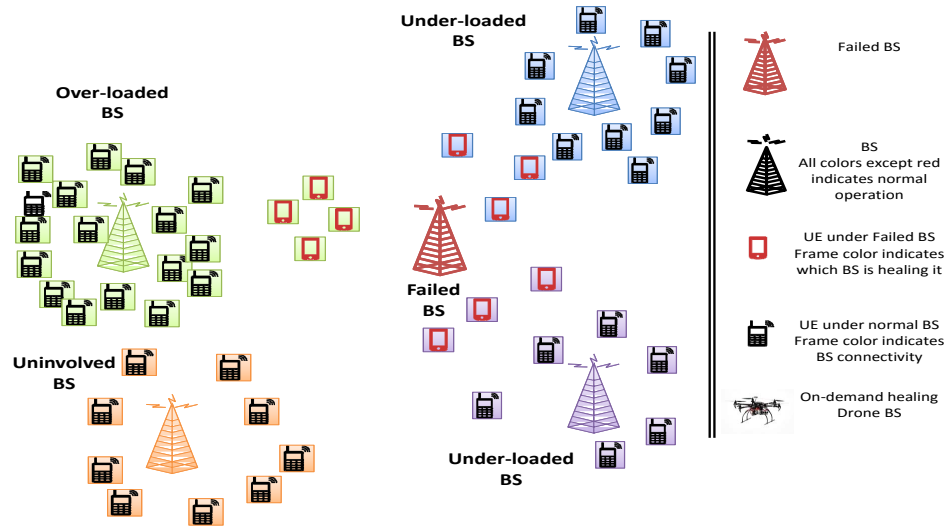 Under-loaded
BS
Over-loaded
BS
Failed
BS
Uninvolved
BS
Under-loaded
BS
Failed BS
BS
All colors except red
indicates normal
operation
UE under Failed BS
Frame color indicates
which BS is healing it
UE under normal BS
Frame color indicates
BS connectivity
On-demand healing
Drone BS